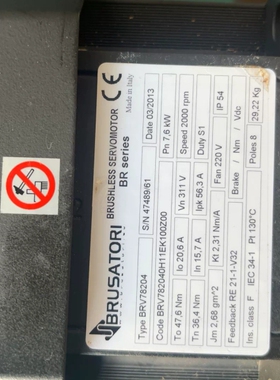 BRUSATORI
BRUSHLESS SERVOMOTOR
BR series
Made in Italy
CE
Type BRV78204 S/N 47489/61 Date 03/2013
Code BRV782040H11EK100Z00 Pn 7,6 kW
To 47,6 Nm Io 20,6 A Vn 311 V Speed 2000 rpm
Tn 36,4 Nm In 15,7 A Ipk 56,3 A Duty S1
Jm 2,68 gm^2 Kt 2,31 Nm/A Fan 220 V IP 54
Feedback RE 21-1-V32 Brake / Nm / Vdc
Ins.class F IEC 34-1 Pt 130°C Poles 8 29,22 Kg